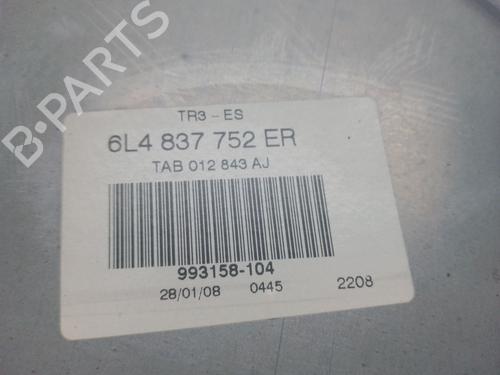 TR3 - ES
6L4 837 752 ER
TAB 012 843 AJ
993158-104
28/01/08 0445 2208
B-PARTS